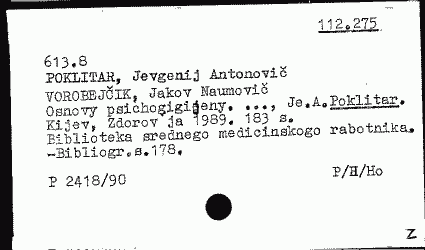 112.275
613.8
POKLITAR, Jevgenij Antonovič
VOROBEJČIK, Jakov Naumovič
Osnovy psichogigijeny. ..., Je.A.Poklitar.
Kijev, Zdorov ja 1989. 183 s.
Biblioteka srednego medicinskogo rabotnika.
-Bibliogr.s.178.
P 2418/90
P/H/Ho
Z